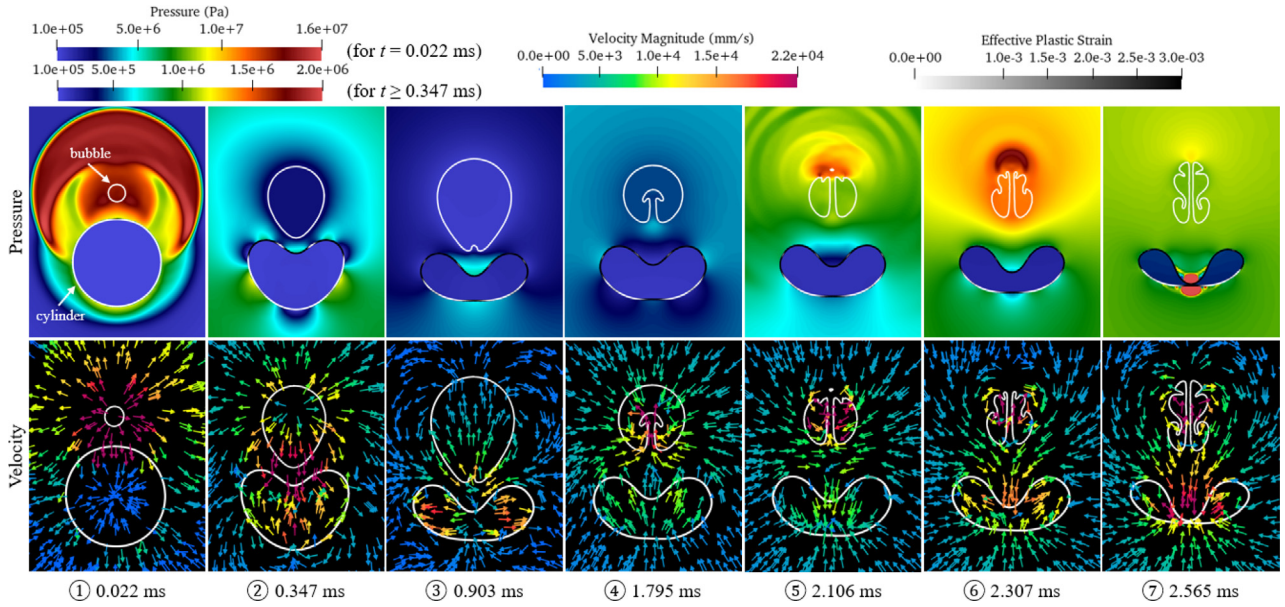 Pressure (Pa)
1.0e+05 5.0e+6 1.0e+7 1.6e+07
(for t = 0.022 ms)
1.0e+05 5.0e+5 1.0e+6 1.5e+6 2.0e+06
(for t ≥ 0.347 ms)
Velocity Magnitude (mm/s)
0.0e+00 5.0e+3 1.0e+4 1.5e+4 2.2e+04
Effective Plastic Strain
0.0e+00 1.0e-3 1.5e-3 2.0e-3 2.5e-3 3.0e-03
Pressure
bubble
cylinder
Velocity
① 0.022 ms
② 0.347 ms
③ 0.903 ms
④ 1.795 ms
⑤ 2.106 ms
⑥ 2.307 ms
⑦ 2.565 ms